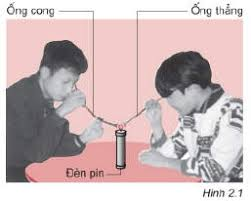 Ống cong
Ống thẳng
Đèn pin
Hình 2.1